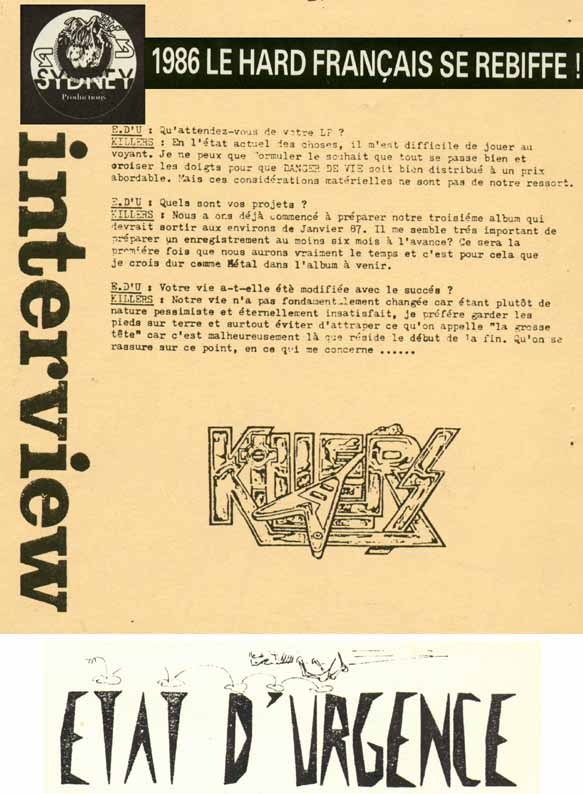 SYDNEY
Productions
1986 LE HARD FRANÇAIS SE REBIFFE !
interview
E.D'U : Qu'attendez-vous de votre LP ?
KILLERS : En l'état actuel des choses, il m'est difficile de jouer au
voyant. Je ne peux que formuler le souhait que tout se passe bien et
croiser les doigts pour que DANGER DE VIE soit bien distribué à un prix
abordable. Mais ces considérations matérielles ne sont pas de notre ressort.
E.D'U : Quels sont vos projets ?
KILLERS : Nous avons déjà commencé à préparer notre troisiéme album qui
devrait sortir aux environs de Janvier 87. Il me semble trés important de
préparer un enregistrement au moins six mois à l'avance? Ce sera la
premiére fois que nous aurons vraiment le temps et c'est pour cela que
je crois dur comme Métal dans l'album à venir.
E.D'U : Votre vie a-t-elle étè modifiée avec le succés ?
KILLERS : Notre vie n'a pas fondamentalement changée car étant plutôt de
nature pessimiste et éternellement insatisfait, je préfére garder les
pieds sur terre et surtout éviter d'attraper ce qu'on appelle "la grosse
tête" car c'est malheureusement là que réside le début de la fin. Qu'on se
rassure sur ce point, en ce qui me concerne ......
KILLERS
ETAT D'URGENCE